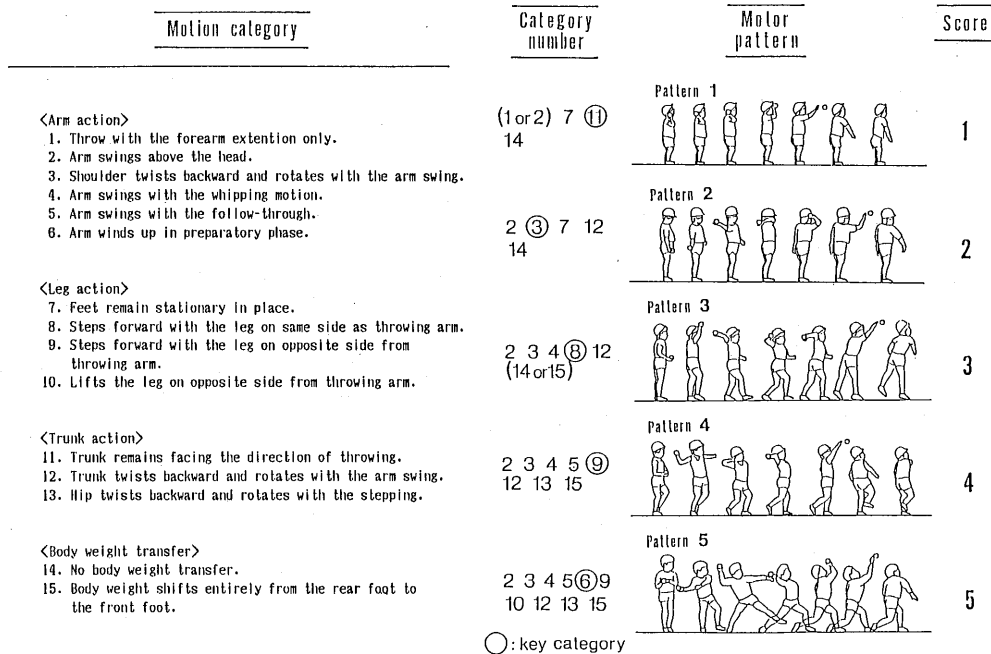 Motion category
Category number
Motor pattern
Score
<Arm action>
1. Throw with the forearm extention only.
2. Arm swings above the head.
3. Shoulder twists backward and rotates with the arm swing.
4. Arm swings with the whipping motion.
5. Arm swings with the follow-through.
6. Arm winds up in preparatory phase.
<Leg action>
7. Feet remain stationary in place.
8. Steps forward with the leg on same side as throwing arm.
9. Steps forward with the leg on opposite side from
throwing arm.
10. Lifts the leg on opposite side from throwing arm.
<Trunk action>
11. Trunk remains facing the direction of throwing.
12. Trunk twists backward and rotates with the arm swing.
13. Hip twists backward and rotates with the stepping.
<Body weight transfer>
14. No body weight transfer.
15. Body weight shifts entirely from the rear foot to
the front foot.
(1 or 2) 7 ⑪
14
Pattern 1
1
2 ③ 7 12
14
Pattern 2
2
2 3 4 ⑧ 12
(14 or 15)
Pattern 3
3
2 3 4 5 ⑨
12 13 15
Pattern 4
4
2 3 4 5 ⑥ 9
10 12 13 15
Pattern 5
5
◯: key category